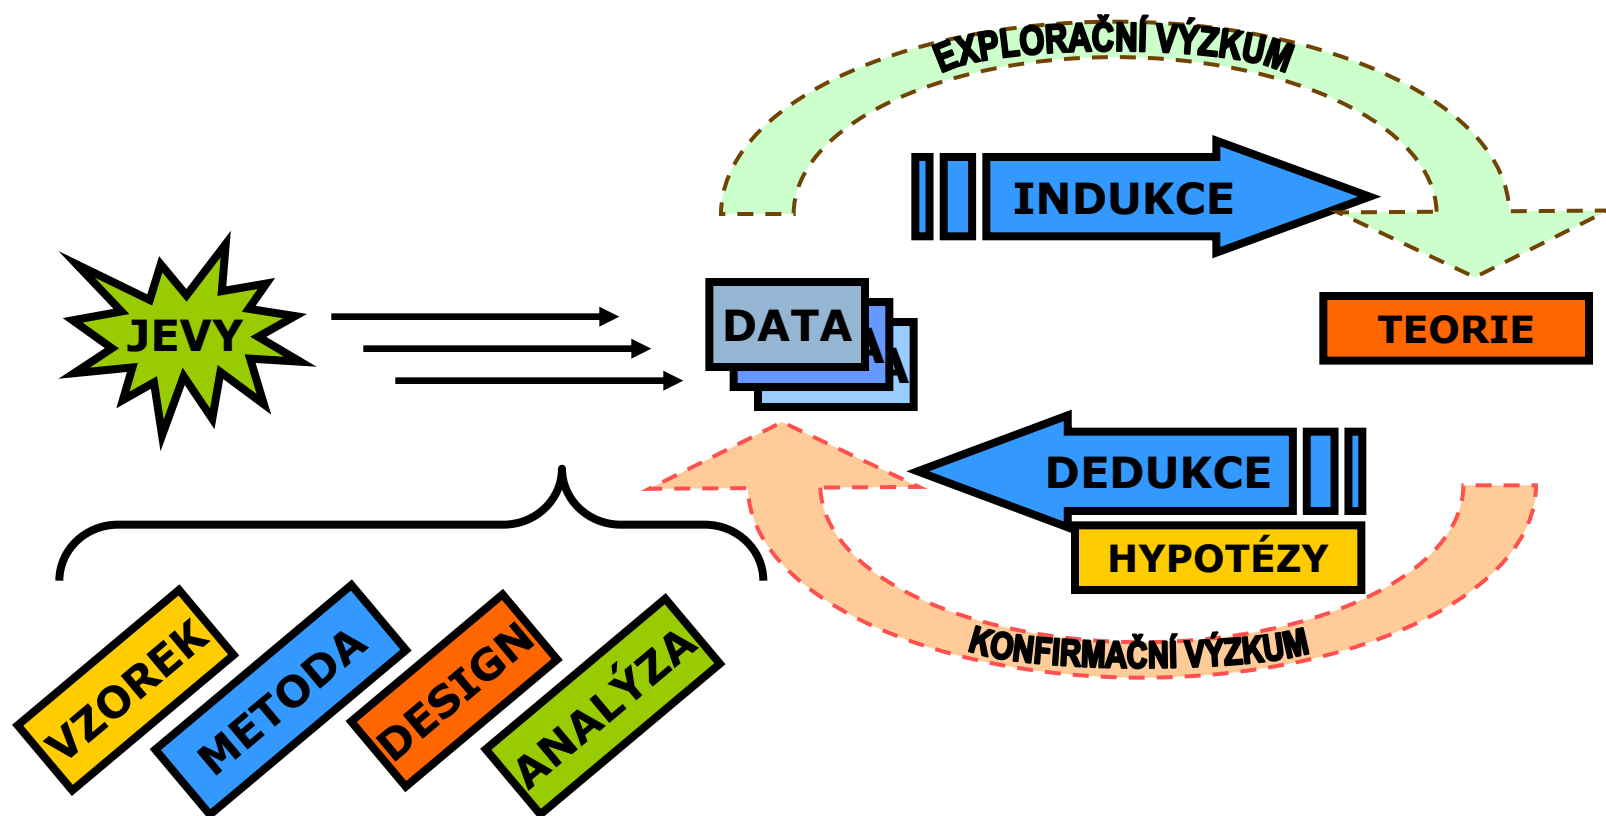 EXPLORAČNÍ VÝZKUM
INDUKCE
JEVY
DATA
A
A
TEORIE
DEDUKCE
HYPOTÉZY
KONFIRMAČNÍ VÝZKUM
VZOREK
METODA
DESIGN
ANALÝZA